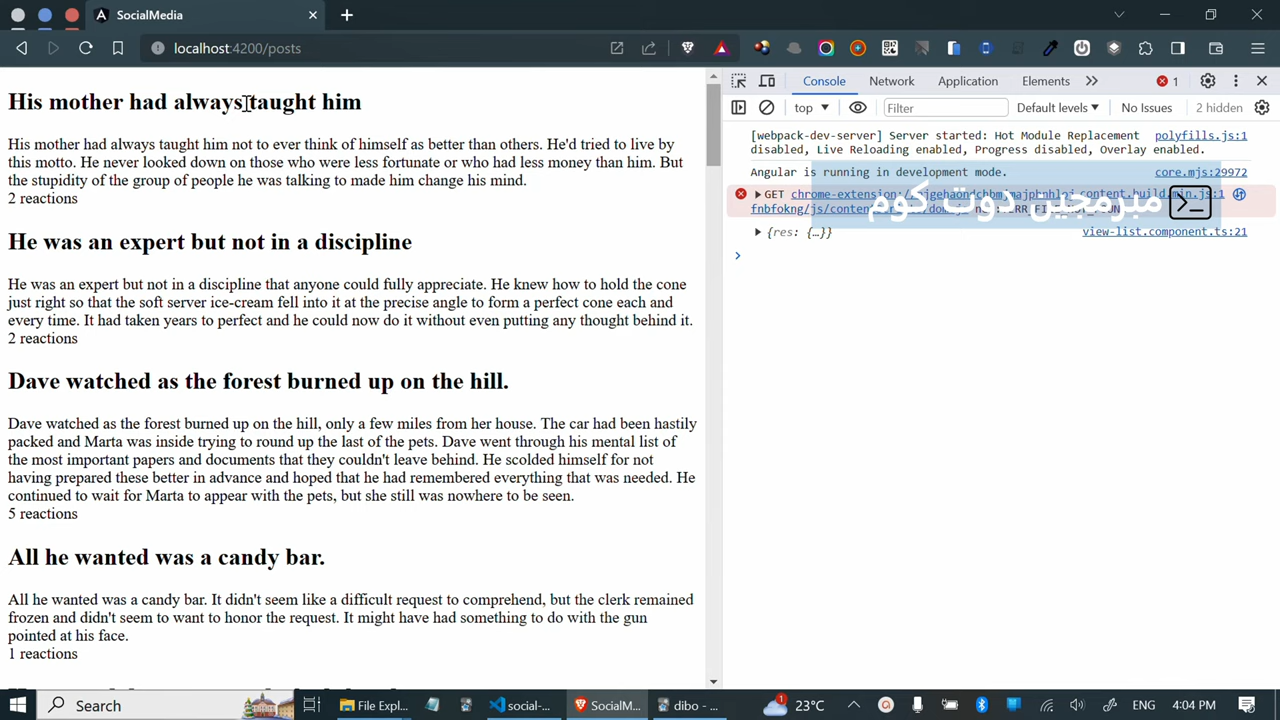 SocialMedia
localhost:4200/posts
His mother had always taught him
His mother had always taught him not to ever think of himself as better than others. He'd tried to live by
this motto. He never looked down on those who were less fortunate or who had less money than him. But
the stupidity of the group of people he was talking to made him change his mind.
2 reactions
He was an expert but not in a discipline
He was an expert but not in a discipline that anyone could fully appreciate. He knew how to hold the cone
just right so that the soft server ice-cream fell into it at the precise angle to form a perfect cone each and
every time. It had taken years to perfect and he could now do it without even putting any thought behind it.
2 reactions
Dave watched as the forest burned up on the hill.
Dave watched as the forest burned up on the hill, only a few miles from her house. The car had been hastily
packed and Marta was inside trying to round up the last of the pets. Dave went through his mental list of
the most important papers and documents that they couldn't leave behind. He scolded himself for not
having prepared these better in advance and hoped that he had remembered everything that was needed. He
continued to wait for Marta to appear with the pets, but she still was nowhere to be seen.
5 reactions
All he wanted was a candy bar.
All he wanted was a candy bar. It didn't seem like a difficult request to comprehend, but the clerk remained
frozen and didn't seem to want to honor the request. It might have had something to do with the gun
pointed at his face.
1 reactions
Console Network Application Elements 1
top Filter Default levels No Issues 2 hidden
[webpack-dev-server] Server started: Hot Module Replacement polyfills.js:1
disabled, Live Reloading enabled, Progress disabled, Overlay enabled.
Angular is running in development mode. core.mjs:29972
GET content.build.min.js:1
مبرمجين دوت كوم
{res: {…}} view-list.component.ts:21
Search File Expl... social-... SocialM... dibo - ... 1 23°C ENG 4:04 PM